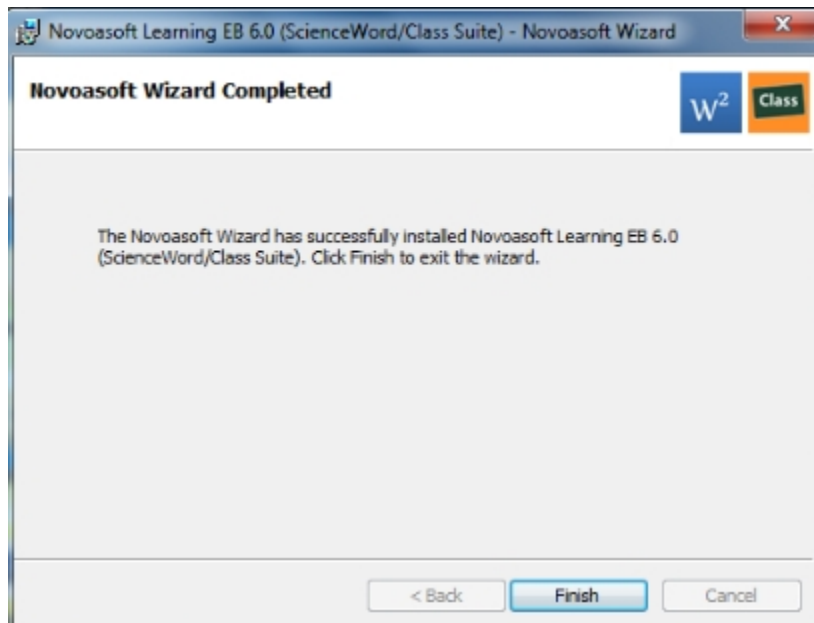 Novoasoft Learning EB 6.0 (ScienceWord/Class Suite) - Novoasoft Wizard
Novoasoft Wizard Completed
W²
Class
The Novoasoft Wizard has successfully installed Novoasoft Learning EB 6.0
(ScienceWord/Class Suite). Click Finish to exit the wizard.
< Back
Finish
Cancel